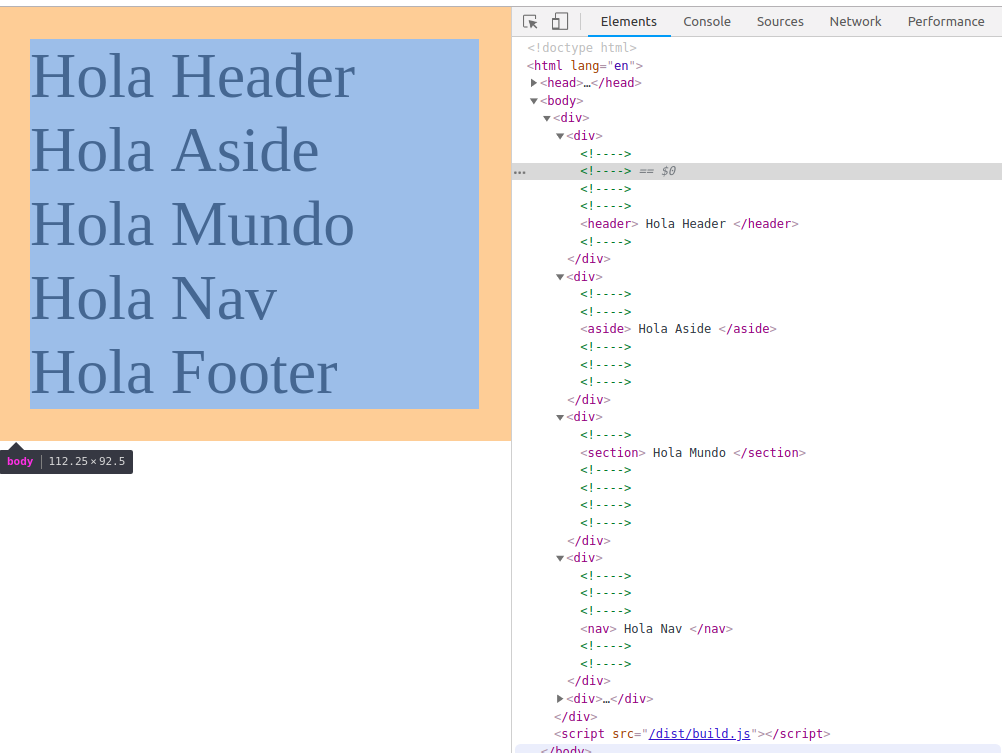 Hola Header
Hola Aside
Hola Mundo
Hola Nav
Hola Footer
body 112.25 × 92.5
Elements Console Sources Network Performance
<!doctype html>
<html lang="en">
<head>…</head>
<body>
<div>
<div>
<!---->
… <!----> == $0
<!---->
<!---->
<header> Hola Header </header>
<!---->
</div>
<div>
<!---->
<!---->
<aside> Hola Aside </aside>
<!---->
<!---->
<!---->
</div>
<div>
<!---->
<section> Hola Mundo </section>
<!---->
<!---->
<!---->
<!---->
</div>
<div>
<!---->
<!---->
<!---->
<nav> Hola Nav </nav>
<!---->
<!---->
</div>
<div>…</div>
</div>
<script src="/dist/build.js"></script>
</body>